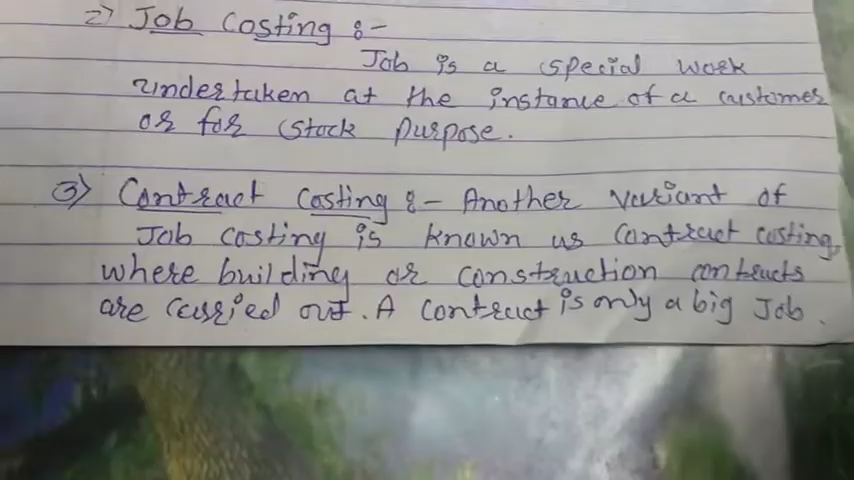 2) Job Costing :-
Job is a special work
undertaken at the instance of a customer
or for stock purpose.
3) Contract Costing :- Another variant of
Job costing is known as contract costing,
where building or construction contracts
are carried out. A contract is only a big Job.